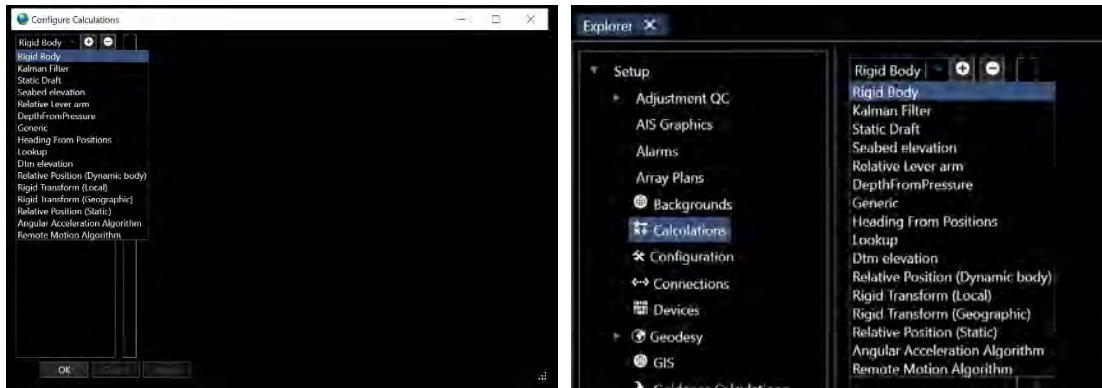 Configure Calculations
Rigid Body
Rigid Body
Kalman Filter
Static Draft
Seabed elevation
Relative Lever arm
DepthFromPressure
Generic
Heading From Positions
Lookup
Dtm elevation
Relative Position (Dynamic body)
Rigid Transform (Local)
Rigid Transform (Geographic)
Relative Position (Static)
Angular Acceleration Algorithm
Remote Motion Algorithm
OK
Explorer
Setup
Adjustment QC
AIS Graphics
Alarms
Array Plans
Backgrounds
Calculations
Configuration
Connections
Devices
Geodesy
GIS
Guidance Calculations
Rigid Body
Rigid Body
Kalman Filter
Static Draft
Seabed elevation
Relative Lever arm
DepthFromPressure
Generic
Heading From Positions
Lookup
Dtm elevation
Relative Position (Dynamic body)
Rigid Transform (Local)
Rigid Transform (Geographic)
Relative Position (Static)
Angular Acceleration Algorithm
Remote Motion Algorithm